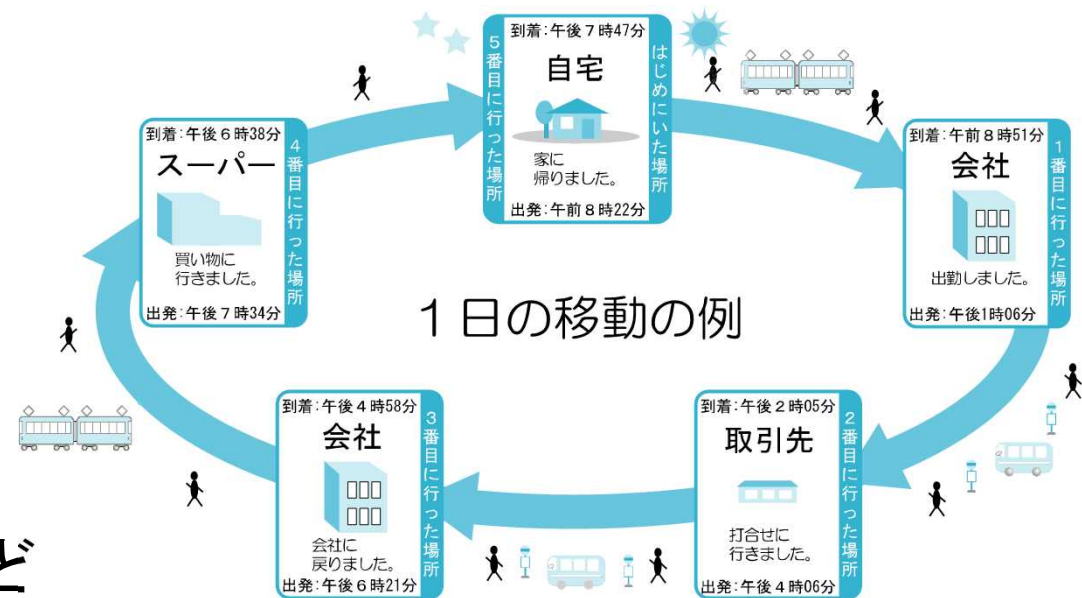 1日の移動の例
はじめにいた場所
5番目に行った場所
到着:午後7時47分
自宅
家に
帰りました。
出発:午前8時22分
1番目に行った場所
到着:午前8時51分
会社
出勤しました。
出発:午後1時06分
2番目に行った場所
到着:午後2時05分
取引先
打合せに
行きました。
出発:午後4時06分
3番目に行った場所
到着:午後4時58分
会社
会社に
戻りました。
出発:午後6時21分
4番目に行った場所
到着:午後6時38分
スーパー
買い物に
行きました。
出発:午後7時34分
ど